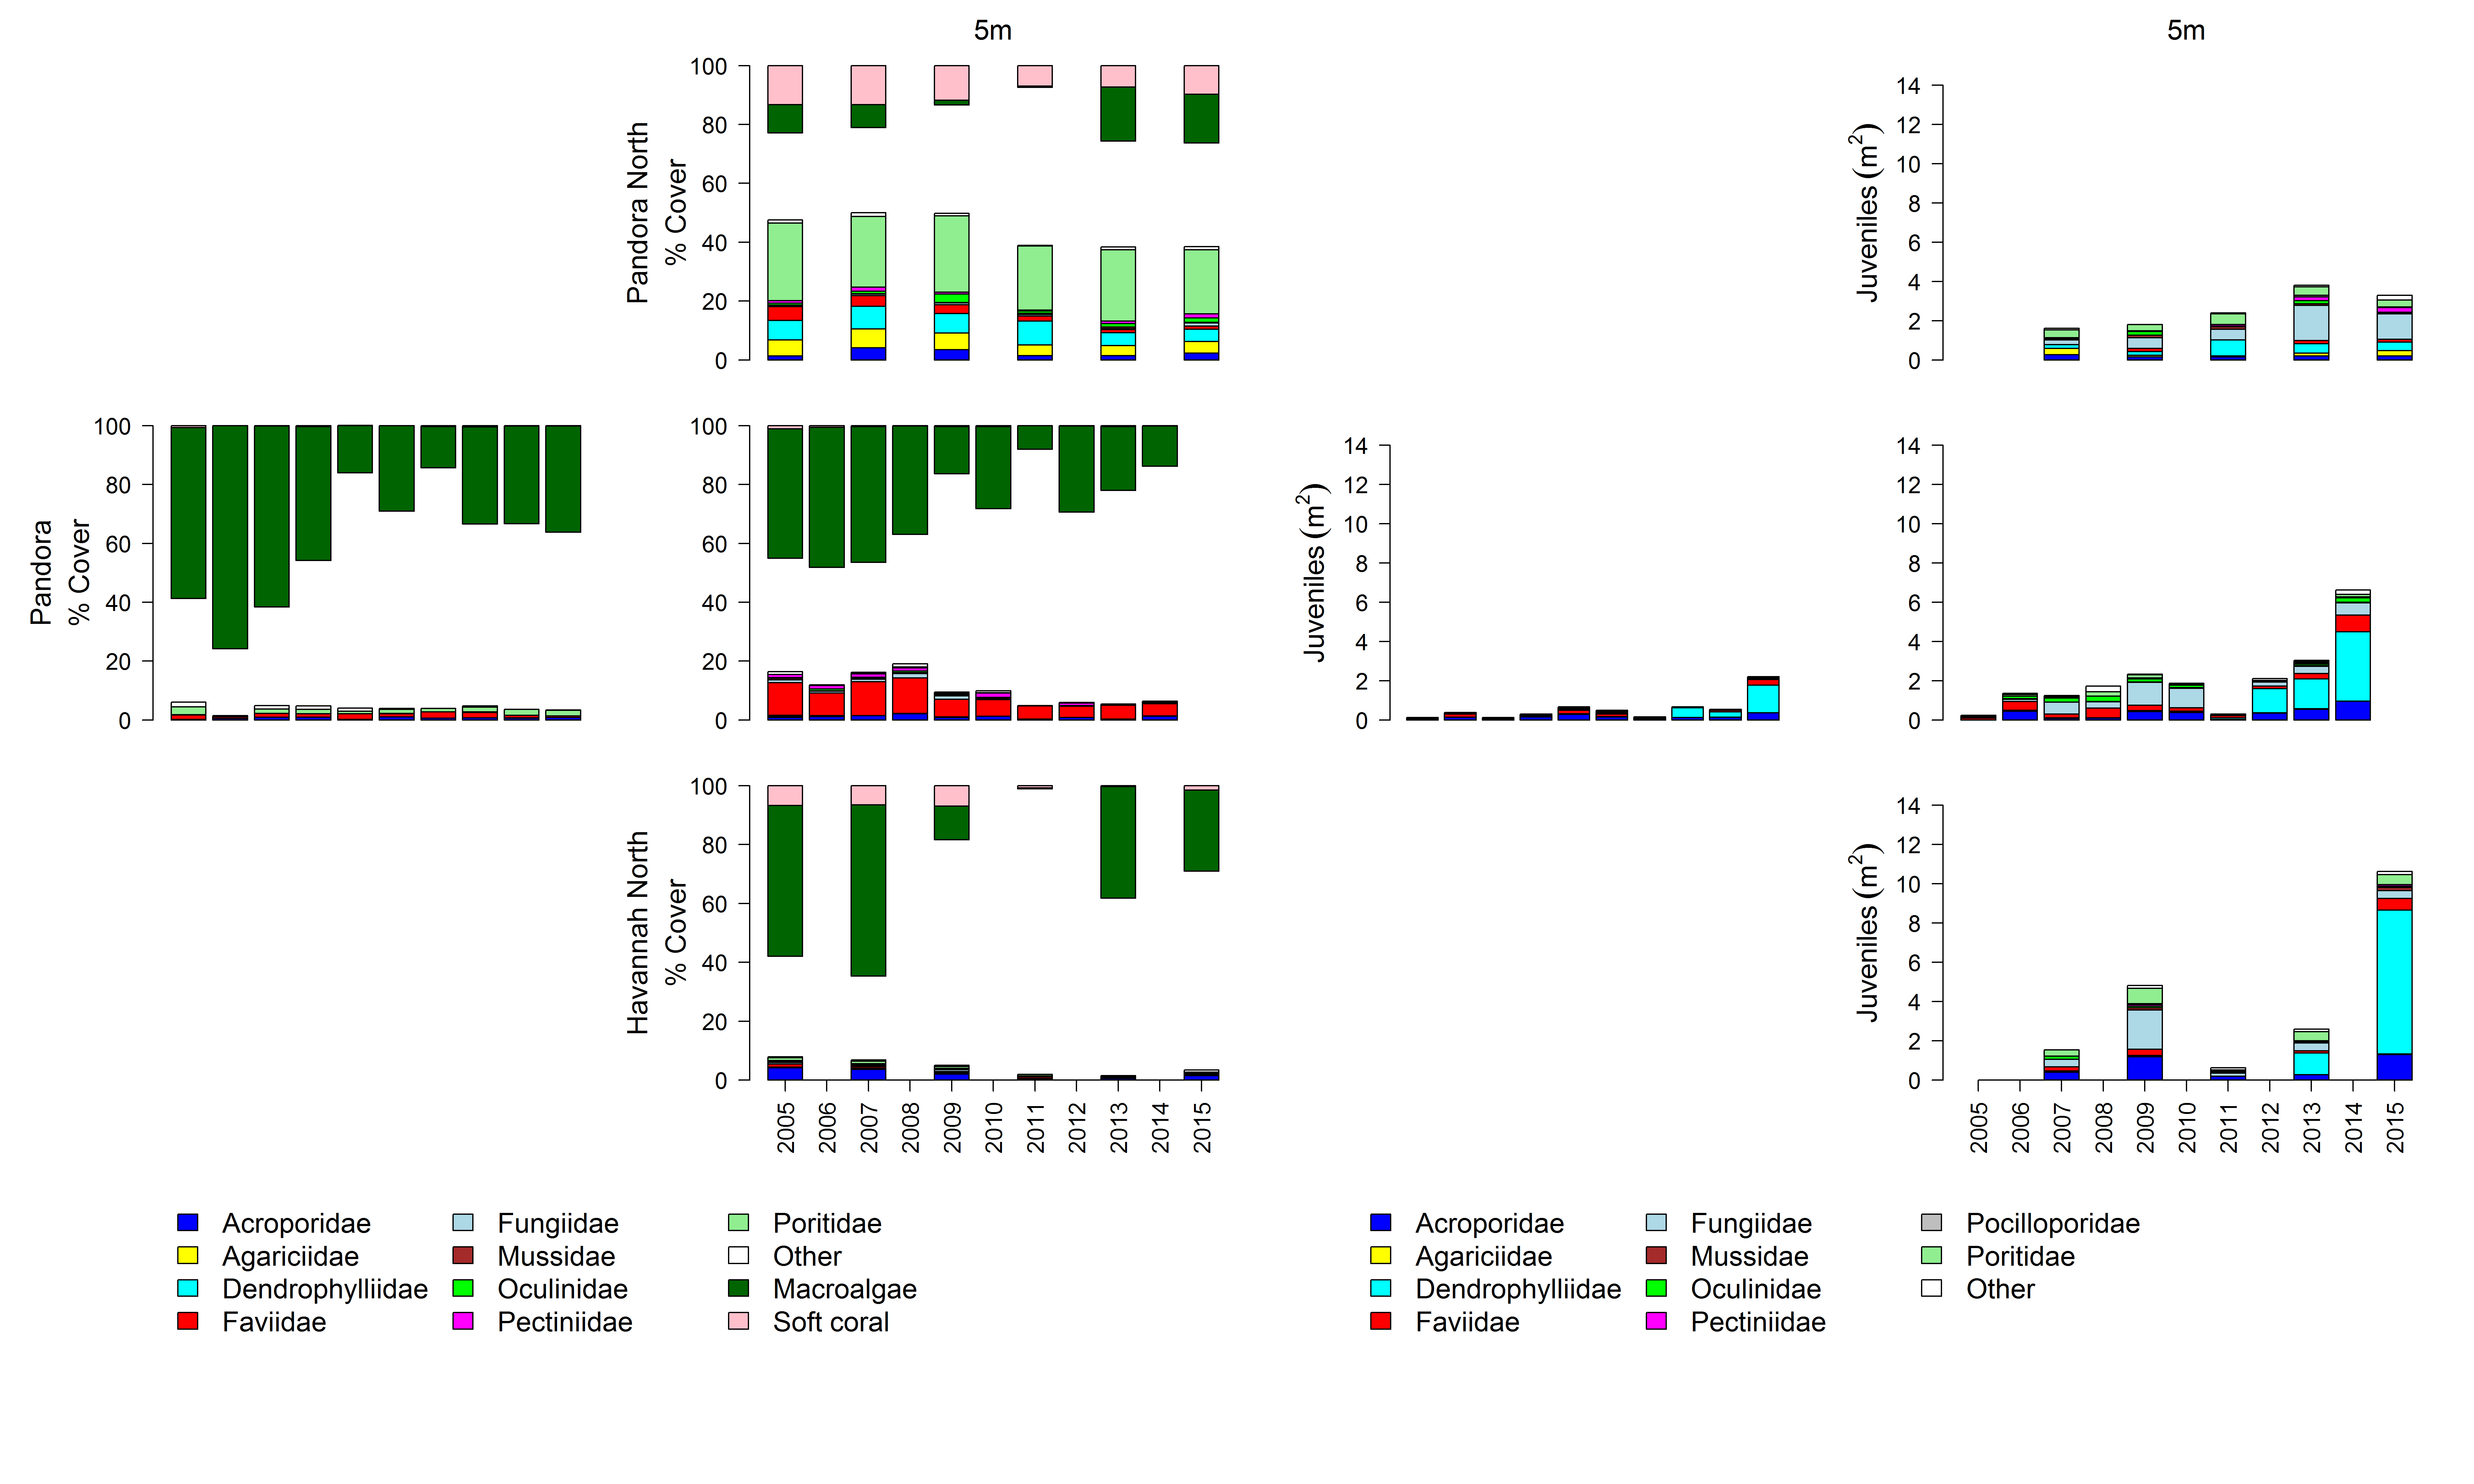 5m
5m
Pandora North
% Cover
100
80
60
40
20
0
Juveniles (m²)
14
12
10
8
6
4
2
0
Pandora
% Cover
100
80
60
40
20
0
100
80
60
40
20
0
Juveniles (m²)
14
12
10
8
6
4
2
0
14
12
10
8
6
4
2
0
Havannah North
% Cover
100
80
60
40
20
0
2005
2006
2007
2008
2009
2010
2011
2012
2013
2014
2015
Juveniles (m²)
14
12
10
8
6
4
2
0
2005
2006
2007
2008
2009
2010
2011
2012
2013
2014
2015
Acroporidae
Agariciidae
Dendrophylliidae
Faviidae
Fungiidae
Mussidae
Oculinidae
Pectiniidae
Poritidae
Other
Macroalgae
Soft coral
Acroporidae
Agariciidae
Dendrophylliidae
Faviidae
Fungiidae
Mussidae
Oculinidae
Pectiniidae
Pocilloporidae
Poritidae
Other